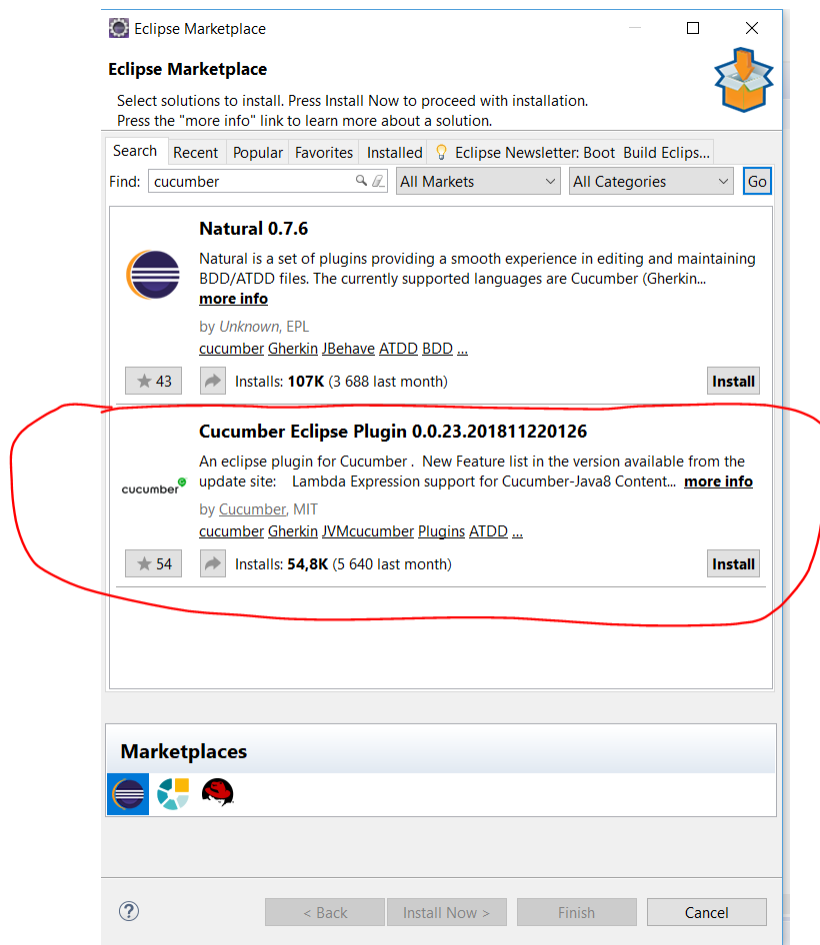 Eclipse Marketplace
Eclipse Marketplace
Select solutions to install. Press Install Now to proceed with installation.
Press the "more info" link to learn more about a solution.
Search Recent Popular Favorites Installed Eclipse Newsletter: Boot Build Eclips...
Find: cucumber All Markets All Categories Go
Natural 0.7.6
Natural is a set of plugins providing a smooth experience in editing and maintaining
BDD/ATDD files. The currently supported languages are Cucumber (Gherkin...
more info
by Unknown, EPL
cucumber Gherkin JBehave ATDD BDD ...
43 Installs: 107K (3 688 last month) Install
Cucumber Eclipse Plugin 0.0.23.201811220126
An eclipse plugin for Cucumber . New Feature list in the version available from the
update site: Lambda Expression support for Cucumber-Java8 Content... more info
cucumber
by Cucumber, MIT
cucumber Gherkin JVMcucumber Plugins ATDD ...
54 Installs: 54,8K (5 640 last month) Install
Marketplaces
? < Back Install Now > Finish Cancel